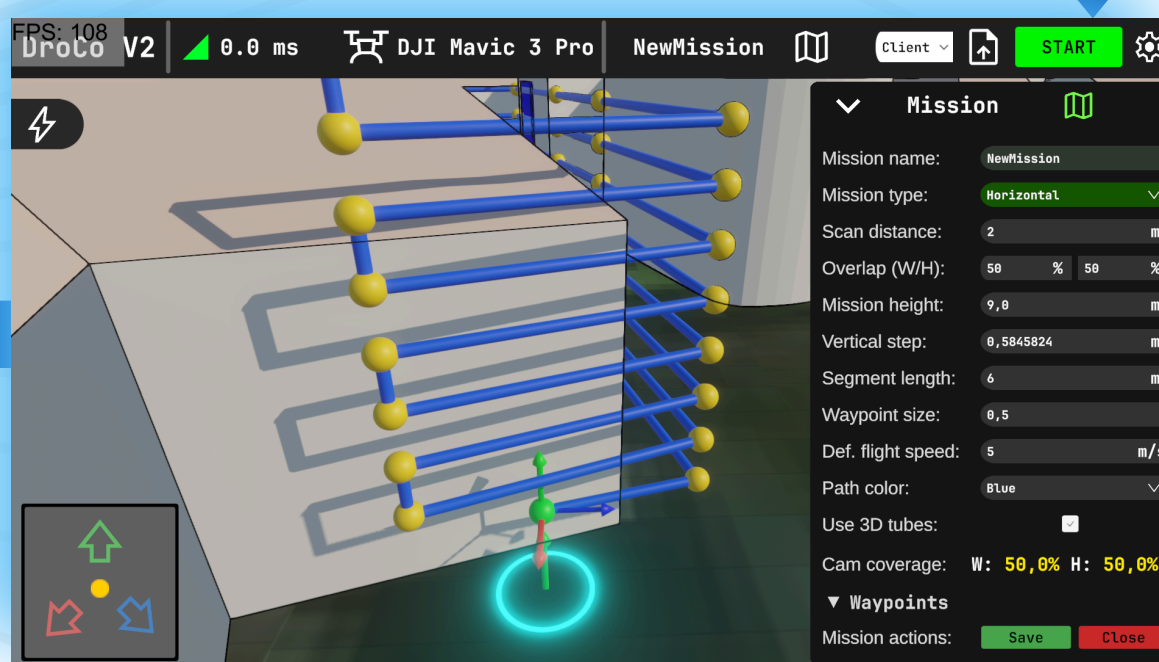 FPS: 108
DroCo V2 0.0 ms DJI Mavic 3 Pro NewMission Client START
Mission
Mission name: NewMission
Mission type: Horizontal
Scan distance: 2 m
Overlap (W/H): 50 % 50 %
Mission height: 9,0 m
Vertical step: 0,5845824 m
Segment length: 6 m
Waypoint size: 0,5
Def. flight speed: 5 m/s
Path color: Blue
Use 3D tubes:
Cam coverage: W: 50,0% H: 50,0%
▼ Waypoints
Mission actions: Save Close